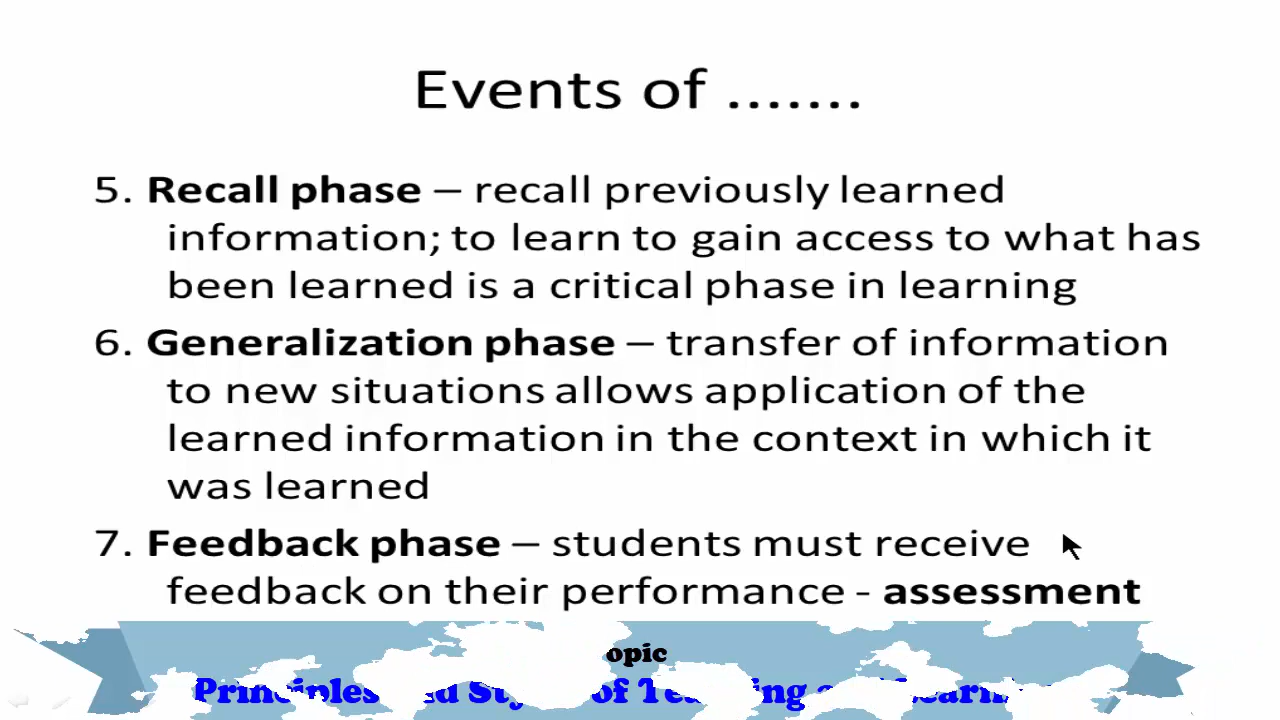 Events of .......
5. Recall phase – recall previously learned
information; to learn to gain access to what has
been learned is a critical phase in learning
6. Generalization phase – transfer of information
to new situations allows application of the
learned information in the context in which it
was learned
7. Feedback phase – students must receive
feedback on their performance - assessment
opic
Principles of